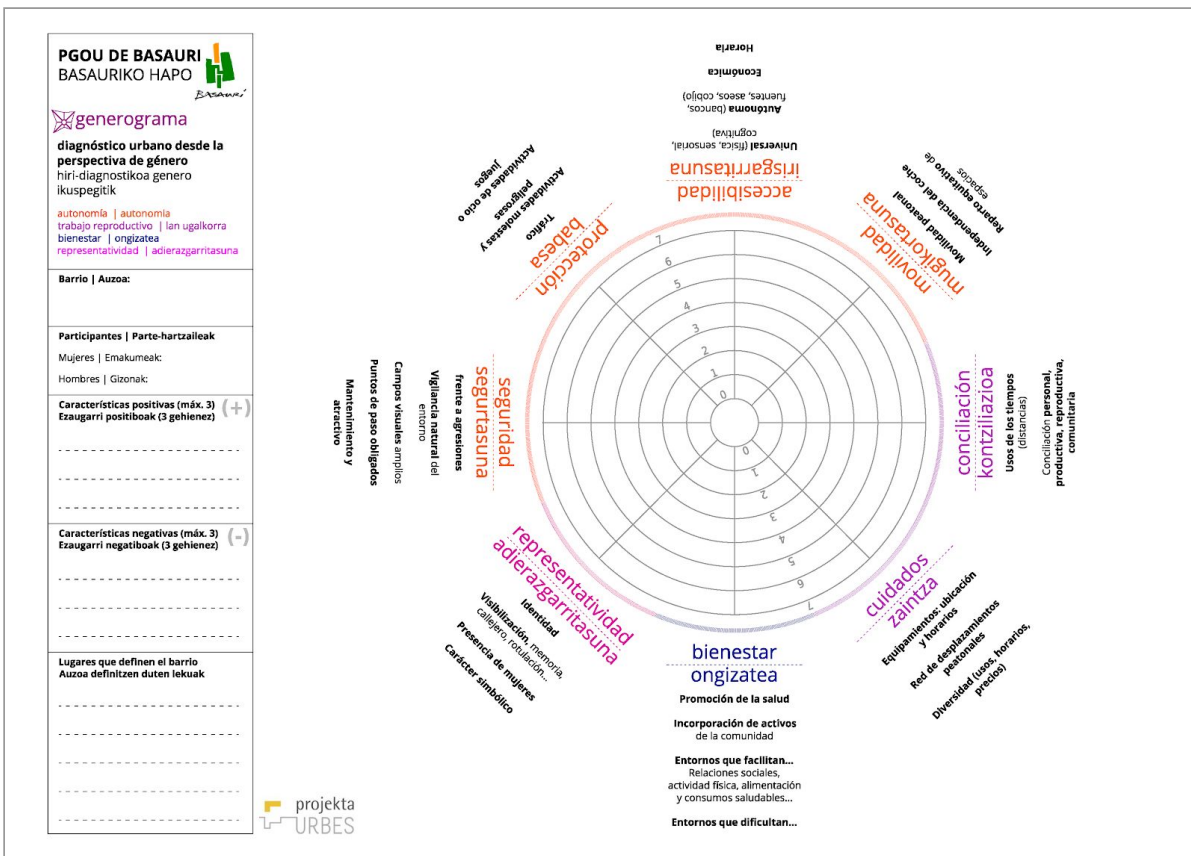 PGOU DE BASAURI
BASAURIKO HAPO
BASAURI
generograma
diagnóstico urbano desde la
perspectiva de género
hiri-diagnostikoa genero
ikuspegitik
autonomía | autonomia
trabajo reproductivo | lan ugalkorra
bienestar | ongizatea
representatividad | adierazgarritasuna
Barrio | Auzoa:
Participantes | Parte-hartzaileak
Mujeres | Emakumeak:
Hombres | Gizonak:
Características positivas (máx. 3)
Ezaugarri positiboak (3 gehienez)
(+)
Características negativas (máx. 3)
Ezaugarri negatiboak (3 gehienez)
(-)
Lugares que definen el barrio
Auzoa definitzen duten lekuak
projekta
URBES
accesibilidad
irisgarritasuna
Universal (física, sensorial,
cognitiva)
Autónoma (bancos,
fuentes, aseos, cobijo)
Económica
Horaria
movilidad
mugikortasuna
Movilidad peatonal
Independencia del coche
Reparto equitativo de
espacios
conciliación
kontziliazioa
Usos de los tiempos
(distancias)
Conciliación personal,
productiva, reproductiva,
comunitaria
cuidados
zaintza
Equipamientos: ubicación
y horarios
Red de desplazamientos
peatonales
Diversidad (usos, horarios,
precios)
bienestar
ongizatea
Promoción de la salud
Incorporación de activos
de la comunidad
Entornos que facilitan...
Relaciones sociales,
actividad física, alimentación
y consumos saludables...
Entornos que dificultan...
representatividad
adierazgarritasuna
Identidad
Visibilización, memoria,
callejero, rotulación...
Presencia de mujeres
Carácter simbólico
seguridad
segurtasuna
frente a agresiones
Vigilancia natural del
entorno
Campos visuales amplios
Puntos de paso obligados
Mantenimiento y
atractivo
protección
babesa
Tráfico
Actividades molestas y
peligrosas
Actividades de ocio o
juegos
7
6
5
4
3
2
1
0
0
1
2
3
4
5
6
7